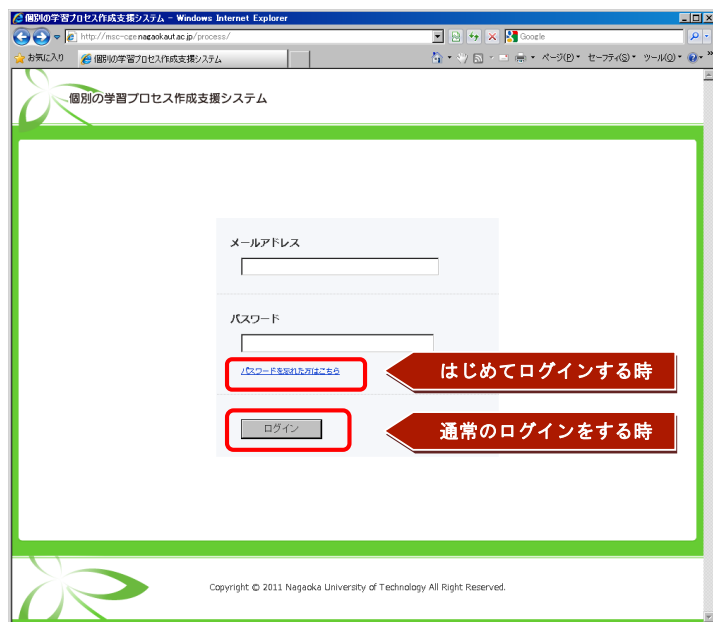 個別の学習プロセス作成支援システム - Windows Internet Explorer
http://msc-cge.nagaokaut.ac.jp/process/
Google
お気に入り
個別の学習プロセス作成支援システム
ページ(P) セーフティ(S) ツール(O)
個別の学習プロセス作成支援システム
メールアドレス
パスワード
パスワードを忘れた方はこちら
はじめてログインする時
ログイン
通常のログインをする時
Copyright © 2011 Nagaoka University of Technology All Right Reserved.